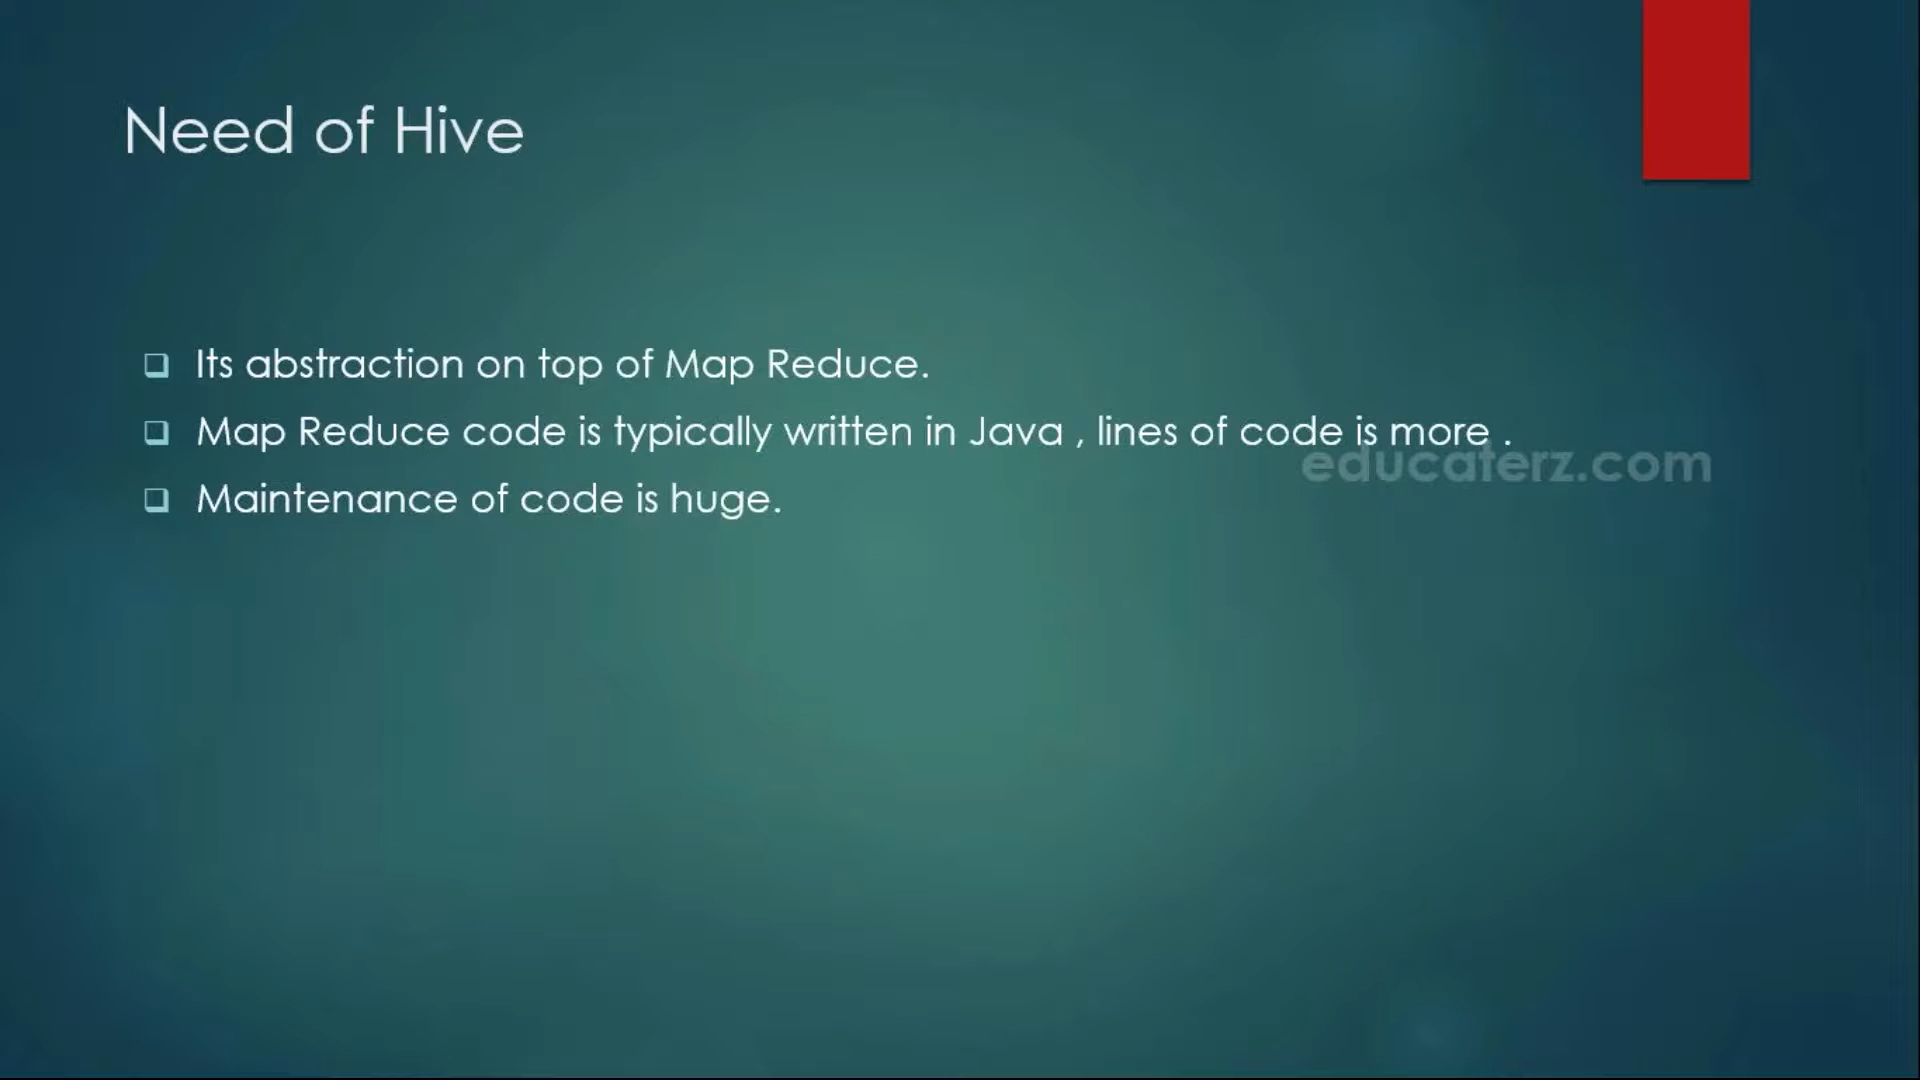 Need of Hive
Its abstraction on top of Map Reduce.
Map Reduce code is typically written in Java , lines of code is more .
educaterz.com
Maintenance of code is huge.